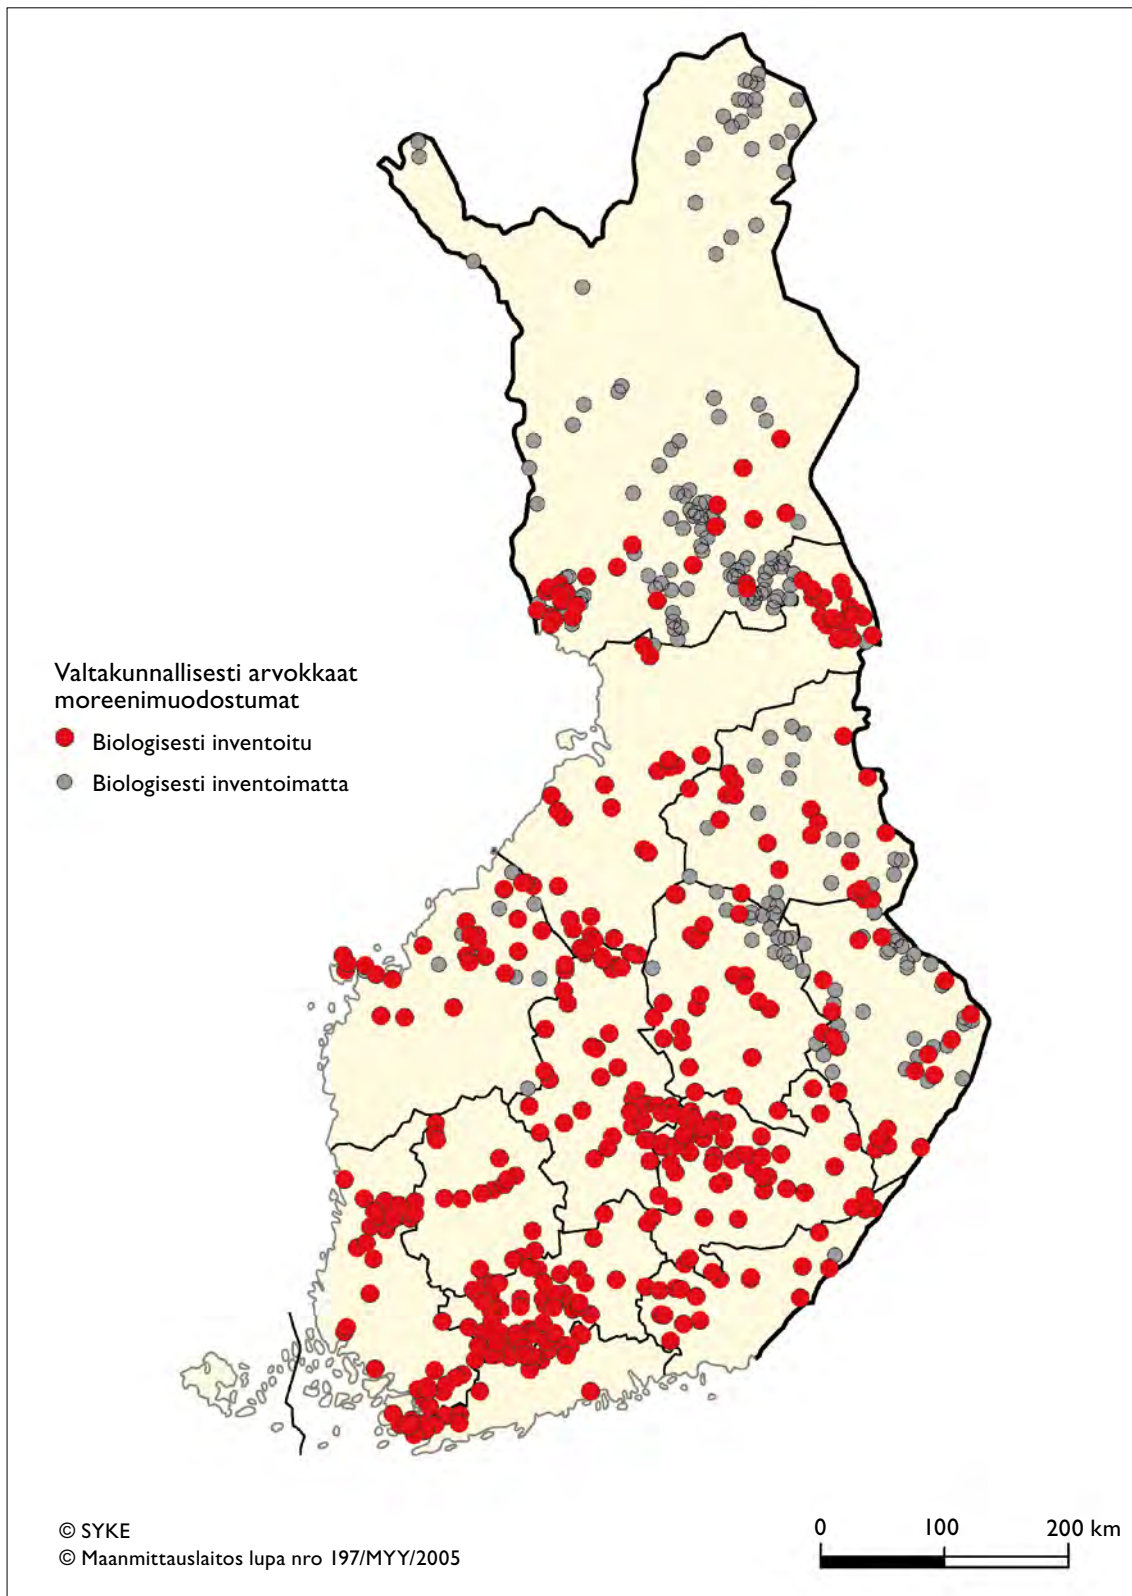 Valtakunnallisesti arvokkaat
moreenimuodostumat
Biologisesti inventoitu
Biologisesti inventoimatta
© SYKE
© Maanmittauslaitos lupa nro 197/MYY/2005
0 100 200 km